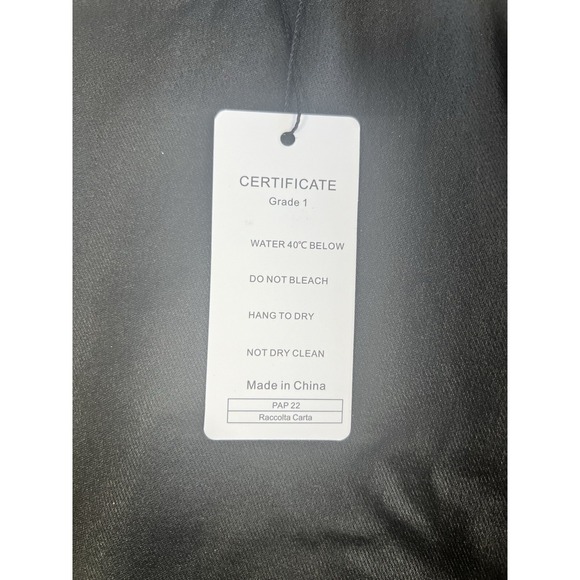 CERTIFICATE
Grade 1
WATER 40℃ BELOW
DO NOT BLEACH
HANG TO DRY
NOT DRY CLEAN
Made in China
PAP 22
Raccolta Carta